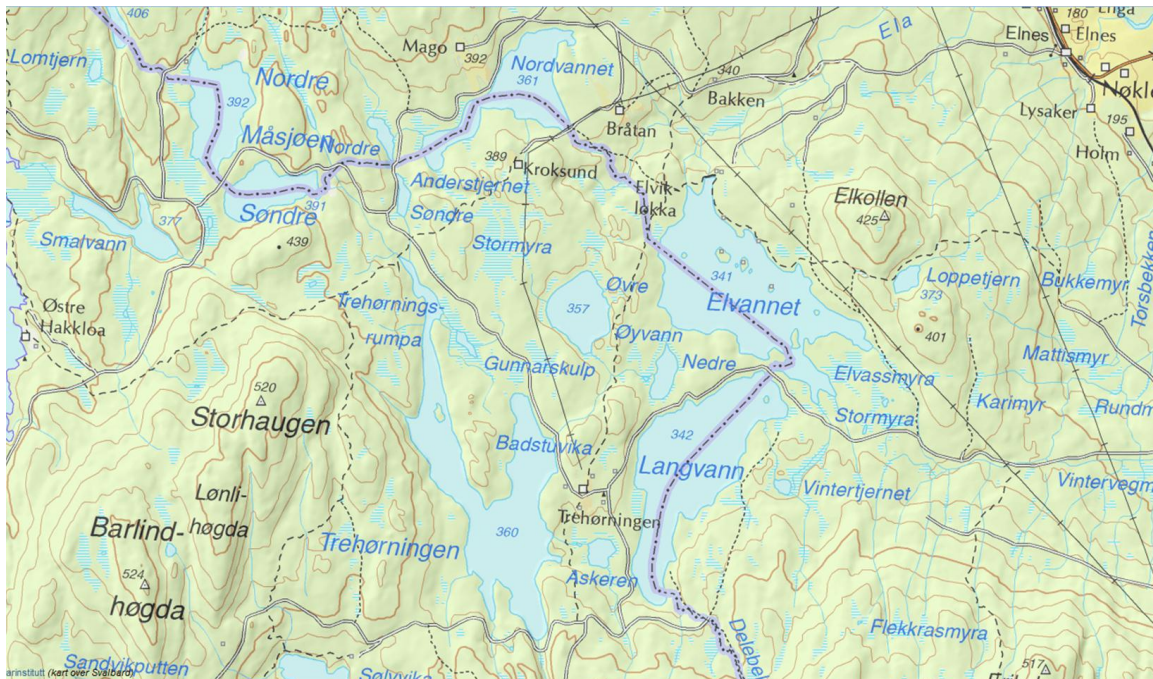 406
180
Elnes
Elnes
Ela
Lomtjern
Mago
392
Nordre
392
Nordvannet
361
340
Bakken
Nøkle
Lysaker
195
Holm
Måsjøen
Nordre
Bråtan
389
Kroksund
Anderstjernet
Søndre
Elvik
løkka
Elkollen
425
Søndre
391
377
439
Smalvann
Stormyra
341
Elvannet
Øvre
357
Øyvann
Nedre
Loppetjern
373
401
Bukkemyr
Torsbekken
Mattismyr
Østre
Hakkloa
Trehørnings-
rumpa
Gunnarskulp
Elvassmyra
Stormyra
Karimyr
Rundm
520
Storhaugen
342
Langvann
Badstuvika
Lønli-
høgda
Barlind-
høgda
524
Trehørningen
Vintertjernet
Vintervegm
Trehørningen
360
Askeren
Delebe
Flekkrasmyra
517
Sandvikputten
Sølvvika
arinstitutt (kart over Svalbard)